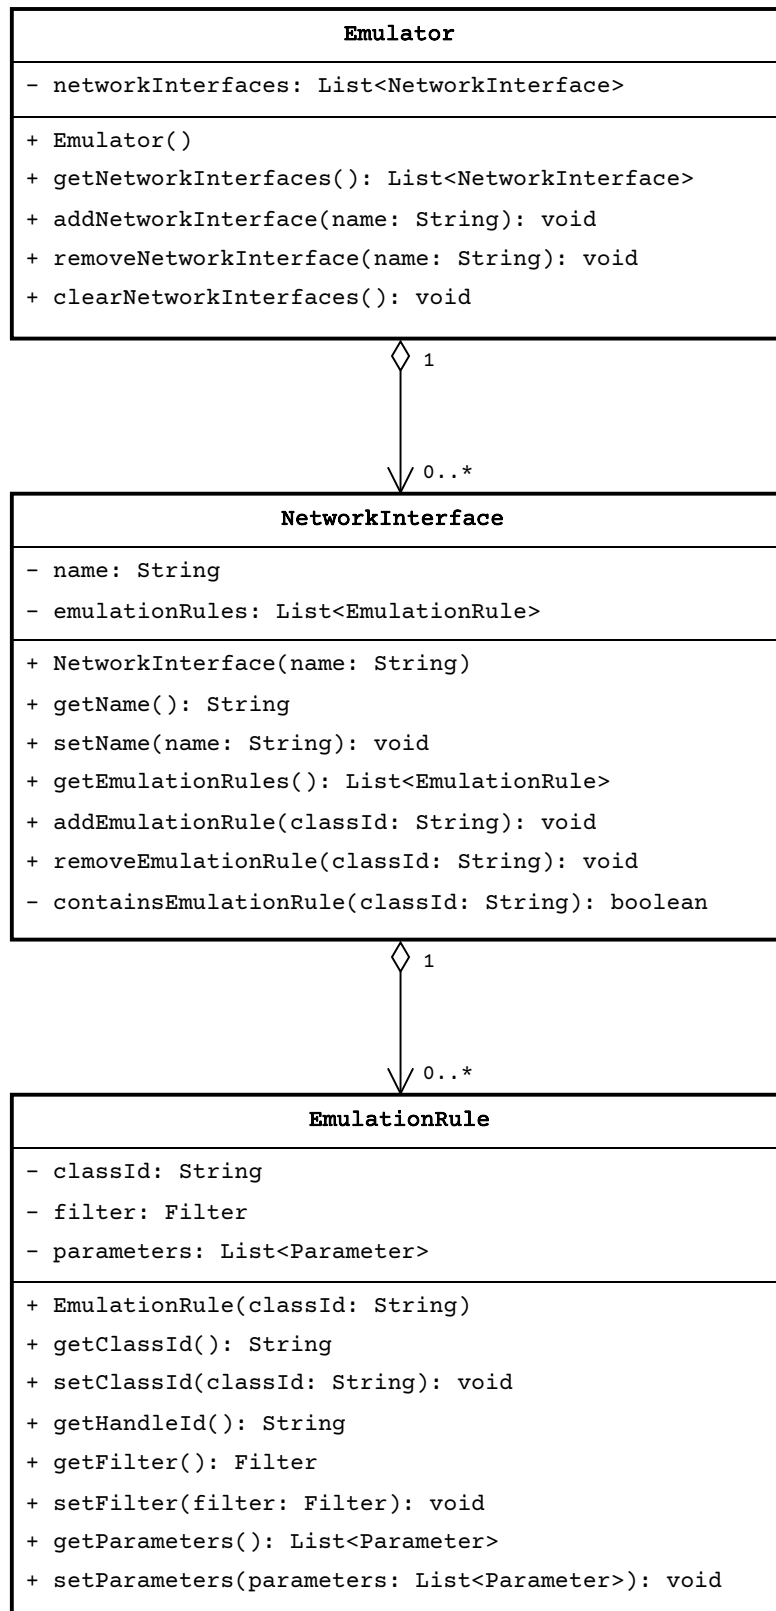 Emulator
- networkInterfaces: List<NetworkInterface>
+ Emulator()
+ getNetworkInterfaces(): List<NetworkInterface>
+ addNetworkInterface(name: String): void
+ removeNetworkInterface(name: String): void
+ clearNetworkInterfaces(): void
1
0..*
NetworkInterface
- name: String
- emulationRules: List<EmulationRule>
+ NetworkInterface(name: String)
+ getName(): String
+ setName(name: String): void
+ getEmulationRules(): List<EmulationRule>
+ addEmulationRule(classId: String): void
+ removeEmulationRule(classId: String): void
- containsEmulationRule(classId: String): boolean
1
0..*
EmulationRule
- classId: String
- filter: Filter
- parameters: List<Parameter>
+ EmulationRule(classId: String)
+ getClassId(): String
+ setClassId(classId: String): void
+ getHandleId(): String
+ getFilter(): Filter
+ setFilter(filter: Filter): void
+ getParameters(): List<Parameter>
+ setParameters(parameters: List<Parameter>): void